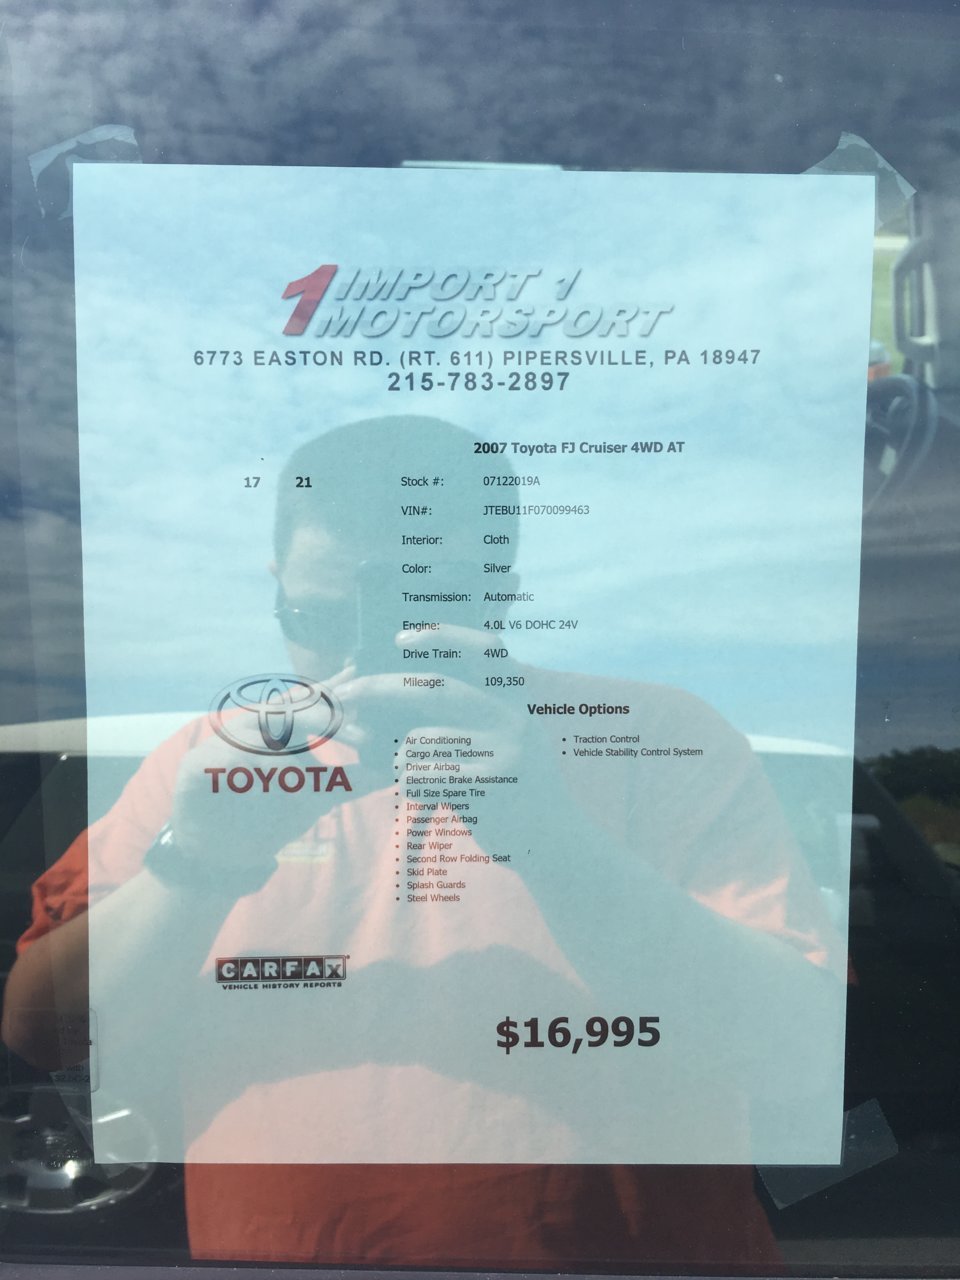 1 IMPORT 1
MOTORSPORT
6773 EASTON RD. (RT. 611) PIPERSVILLE, PA 18947
215-783-2897
2007 Toyota FJ Cruiser 4WD AT
17 21
Stock #: 07122019A
VIN#: JTEBU11F070099463
Interior: Cloth
Color: Silver
Transmission: Automatic
Engine: 4.0L V6 DOHC 24V
Drive Train: 4WD
Mileage: 109,350
TOYOTA
Vehicle Options
• Air Conditioning
• Cargo Area Tiedowns
• Driver Airbag
• Electronic Brake Assistance
• Full Size Spare Tire
• Interval Wipers
• Passenger Airbag
• Power Windows
• Rear Wiper
• Second Row Folding Seat
• Skid Plate
• Splash Guards
• Steel Wheels
• Traction Control
• Vehicle Stability Control System
CARFAX
VEHICLE HISTORY REPORTS
$16,995